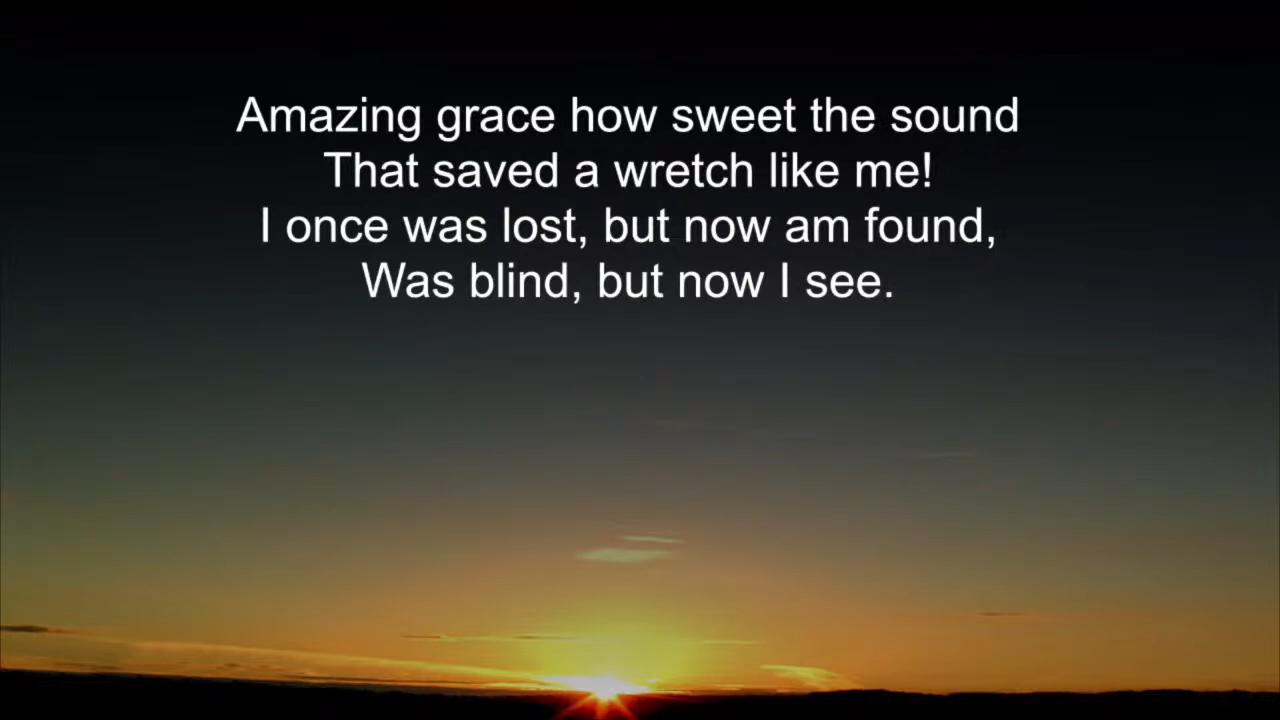 Amazing grace how sweet the sound
That saved a wretch like me!
I once was lost, but now am found,
Was blind, but now I see.